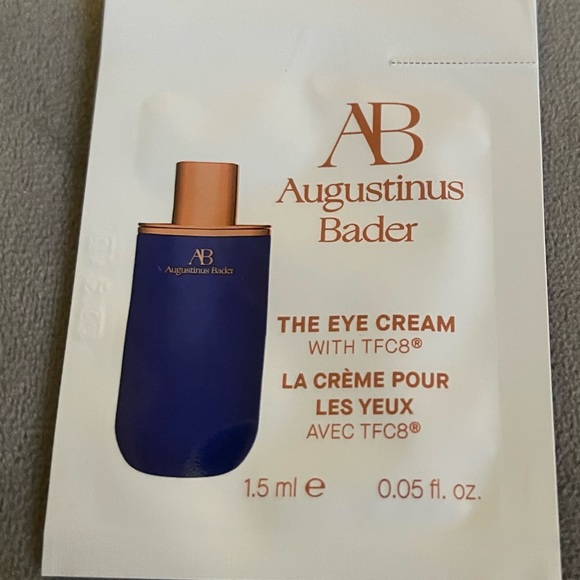 AB
Augustinus
Bader
AB
Augustinus Bader
THE EYE CREAM
WITH TFC8®
LA CRÈME POUR
LES YEUX
AVEC TFC8®
1.5 ml e 0.05 fl. oz.